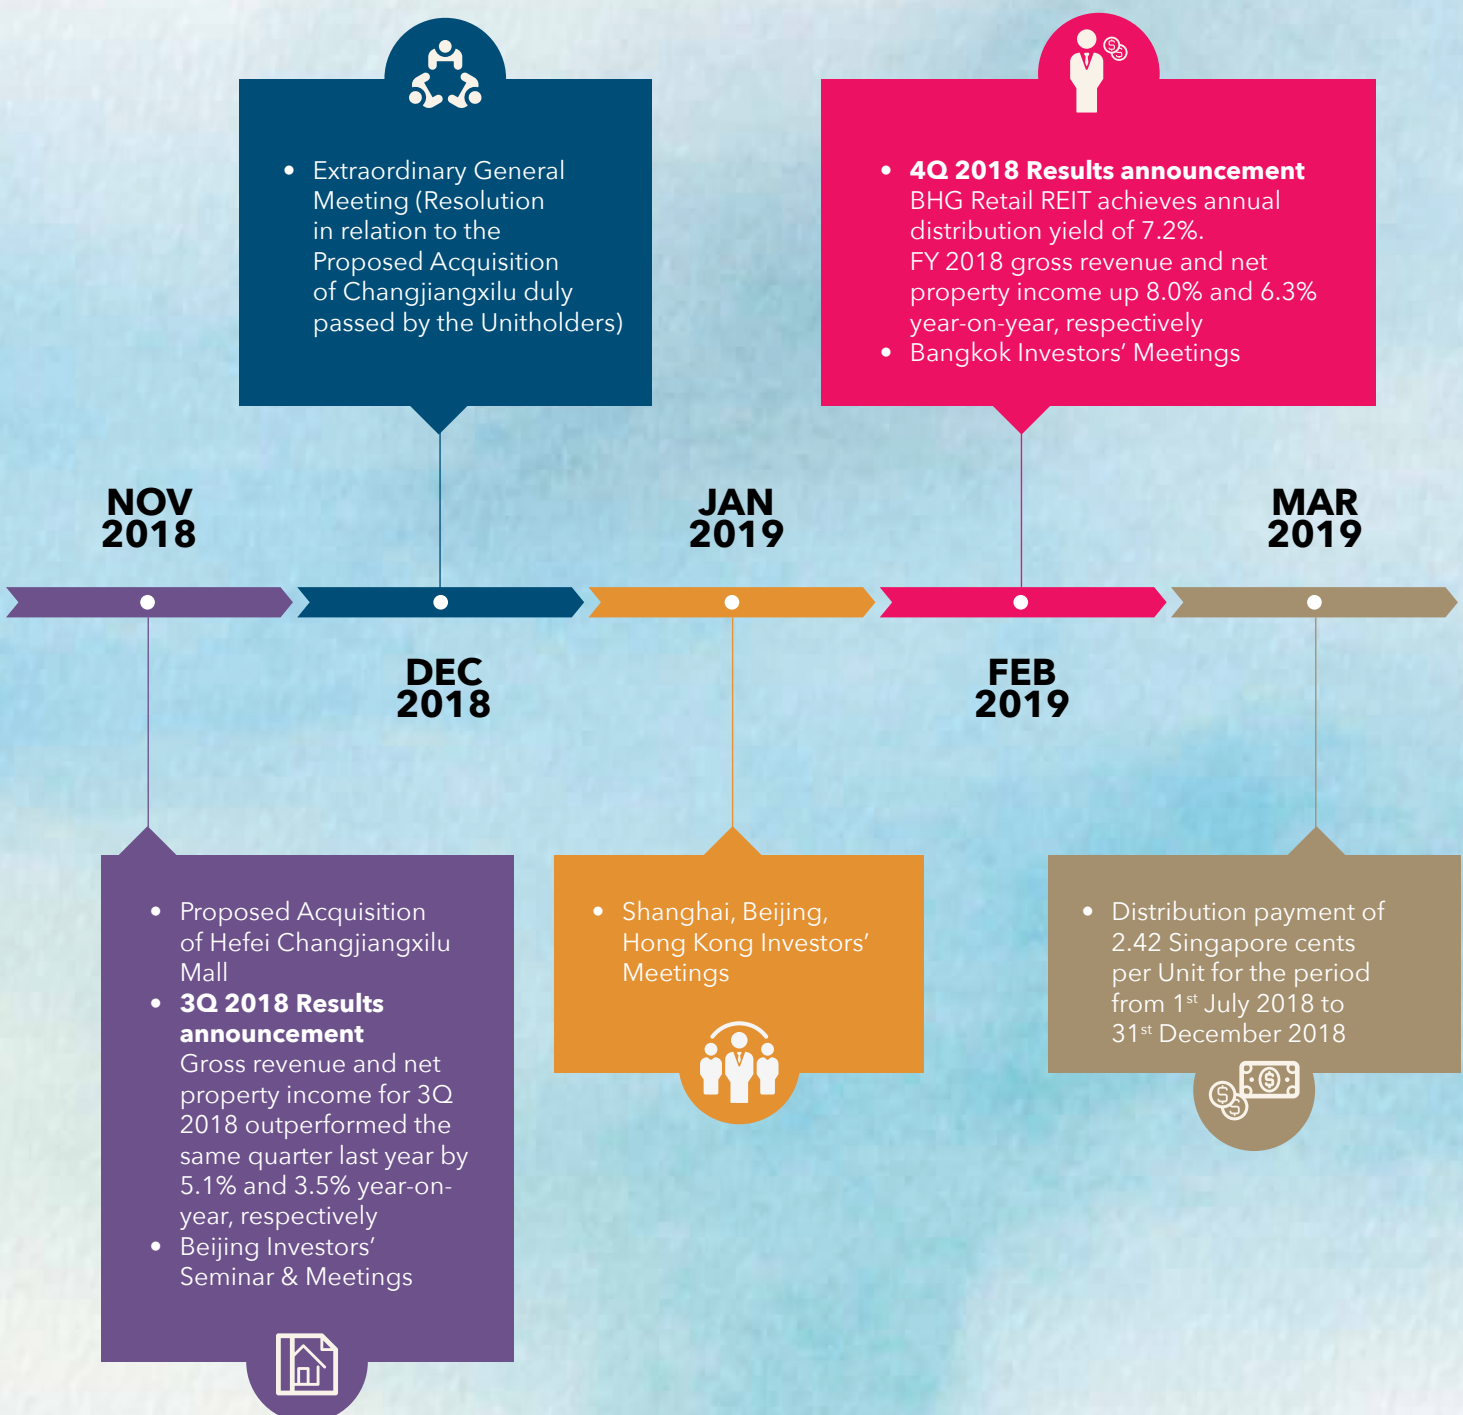 • Extraordinary General
Meeting (Resolution
in relation to the
Proposed Acquisition
of Changjiangxilu duly
passed by the Unitholders)
• 4Q 2018 Results announcement
BHG Retail REIT achieves annual
distribution yield of 7.2%.
FY 2018 gross revenue and net
property income up 8.0% and 6.3%
year-on-year, respectively
• Bangkok Investors’ Meetings
NOV
2018
JAN
2019
MAR
2019
DEC
2018
FEB
2019
• Proposed Acquisition
of Hefei Changjiangxilu
Mall
• 3Q 2018 Results
announcement
Gross revenue and net
property income for 3Q
2018 outperformed the
same quarter last year by
5.1% and 3.5% year-on-
year, respectively
• Beijing Investors’
Seminar & Meetings
• Shanghai, Beijing,
Hong Kong Investors’
Meetings
• Distribution payment of
2.42 Singapore cents
per Unit for the period
from 1st July 2018 to
31st December 2018